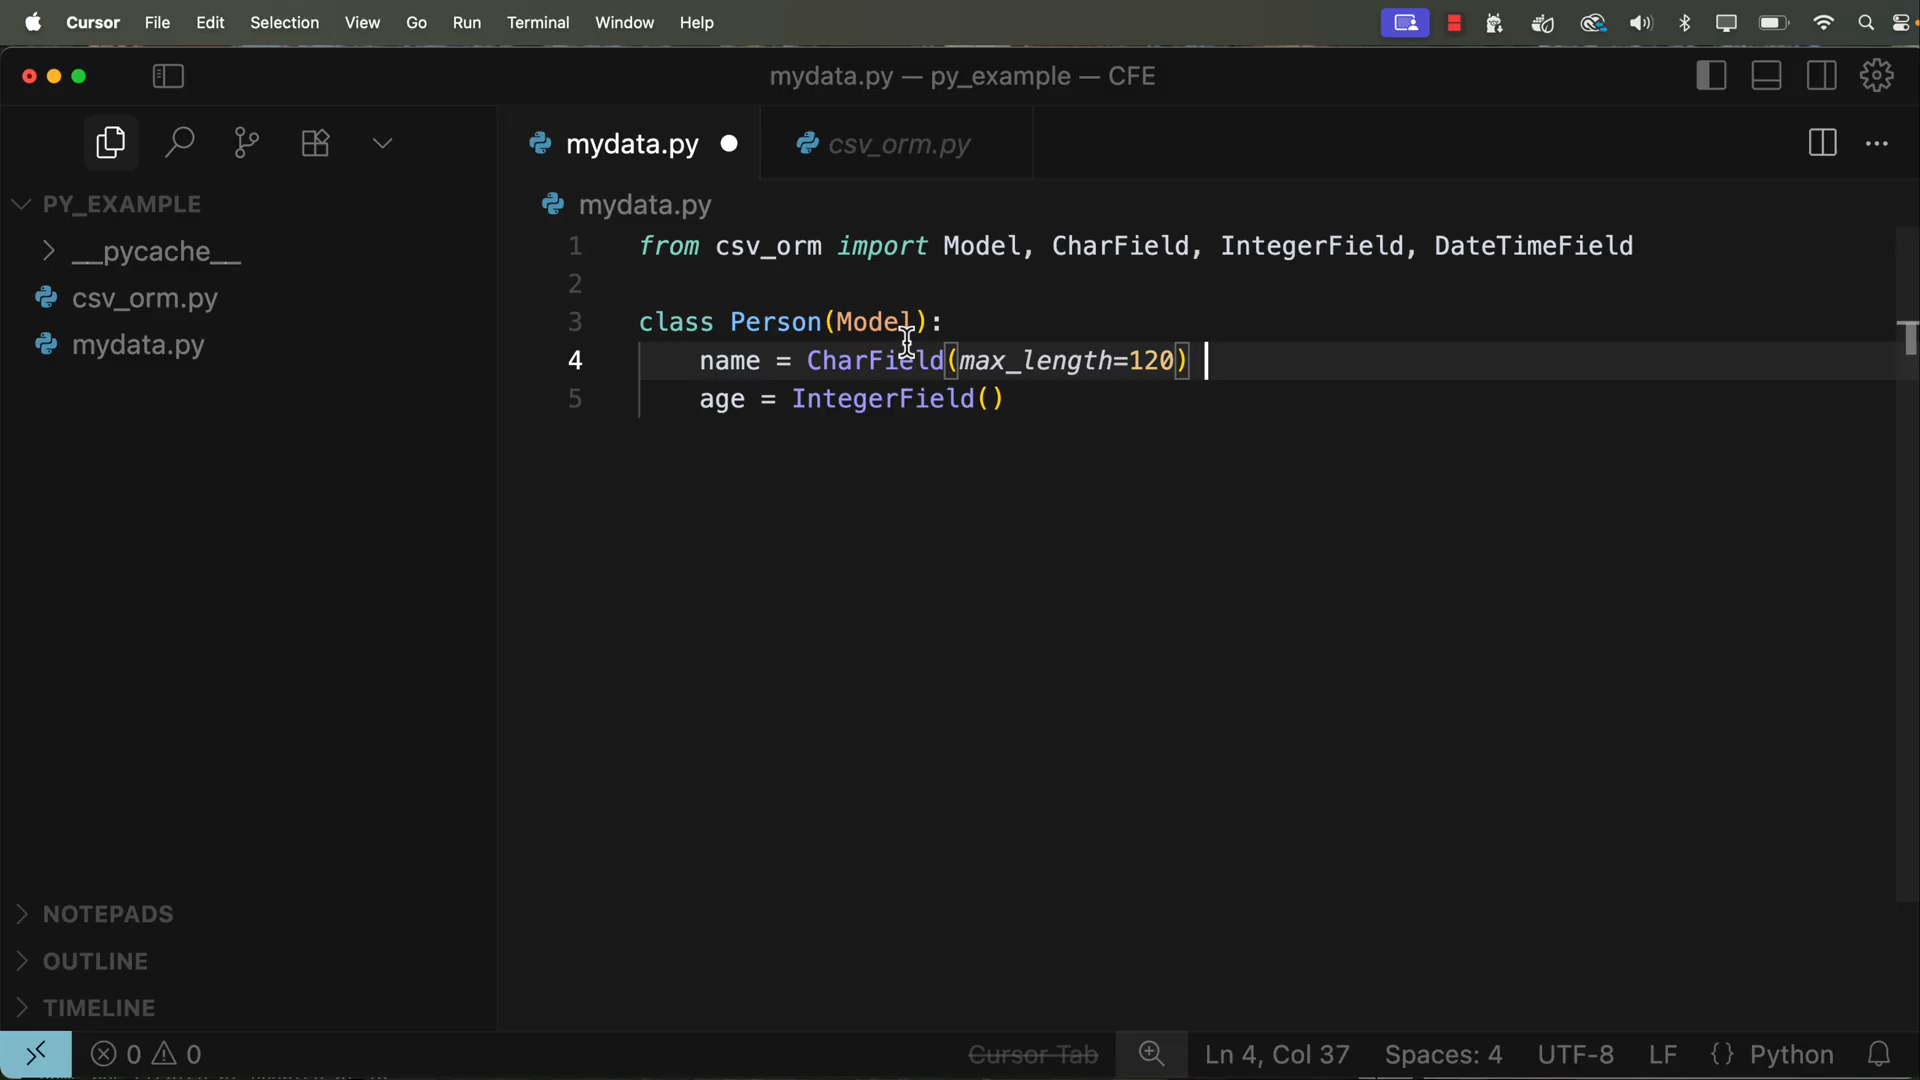 Cursor File Edit Selection View Go Run Terminal Window Help
mydata.py — py_example — CFE
mydata.py csv_orm.py
PY_EXAMPLE
__pycache__
csv_orm.py
mydata.py
NOTEPADS
OUTLINE
TIMELINE
mydata.py
1 from csv_orm import Model, CharField, IntegerField, DateTimeField
2
3 class Person(Model):
4 name = CharField(max_length=120)
5 age = IntegerField()
0 0 Cursor Tab Ln 4, Col 37 Spaces: 4 UTF-8 LF {} Python